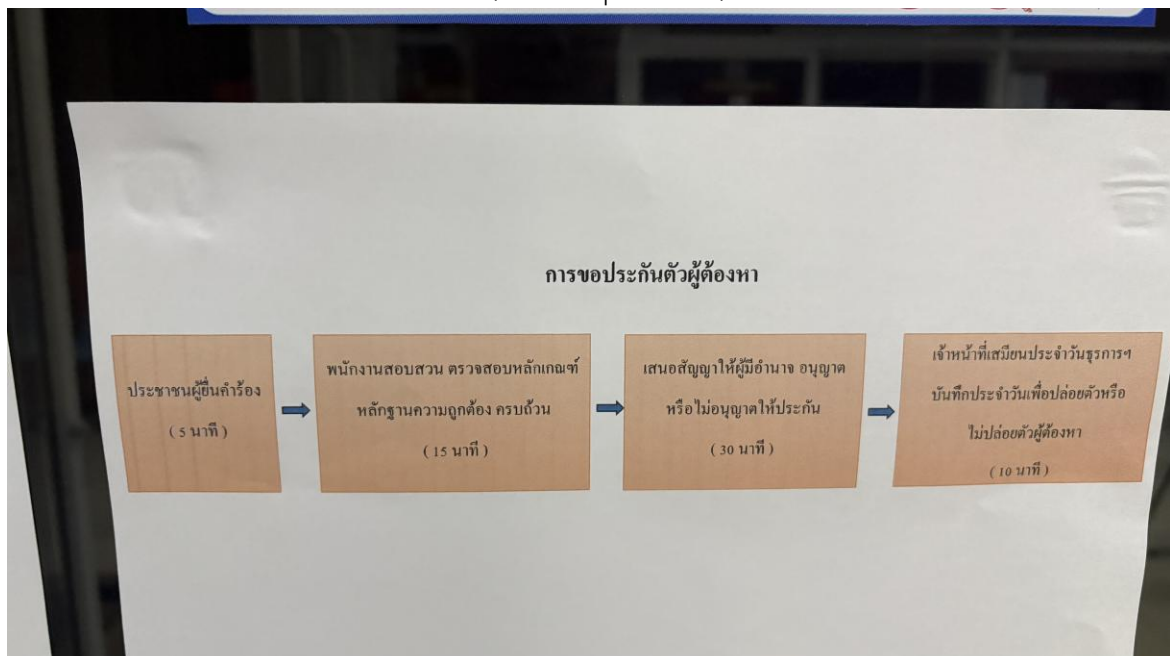 การขอประกันตัวผู้ต้องหา
ประชาชนผู้ยื่นคำร้อง
( 5 นาที )
พนักงานสอบสวน ตรวจสอบหลักเกณฑ์
หลักฐานความถูกต้อง ครบถ้วน
( 15 นาที )
เสนอสัญญาให้ผู้มีอำนาจ อนุญาต
หรือไม่อนุญาตให้ประกัน
( 30 นาที )
เจ้าหน้าที่เสมียนประจำวันธุรการฯ
บันทึกประจำวันเพื่อปล่อยตัวหรือ
ไม่ปล่อยตัวผู้ต้องหา
( 10 นาที )